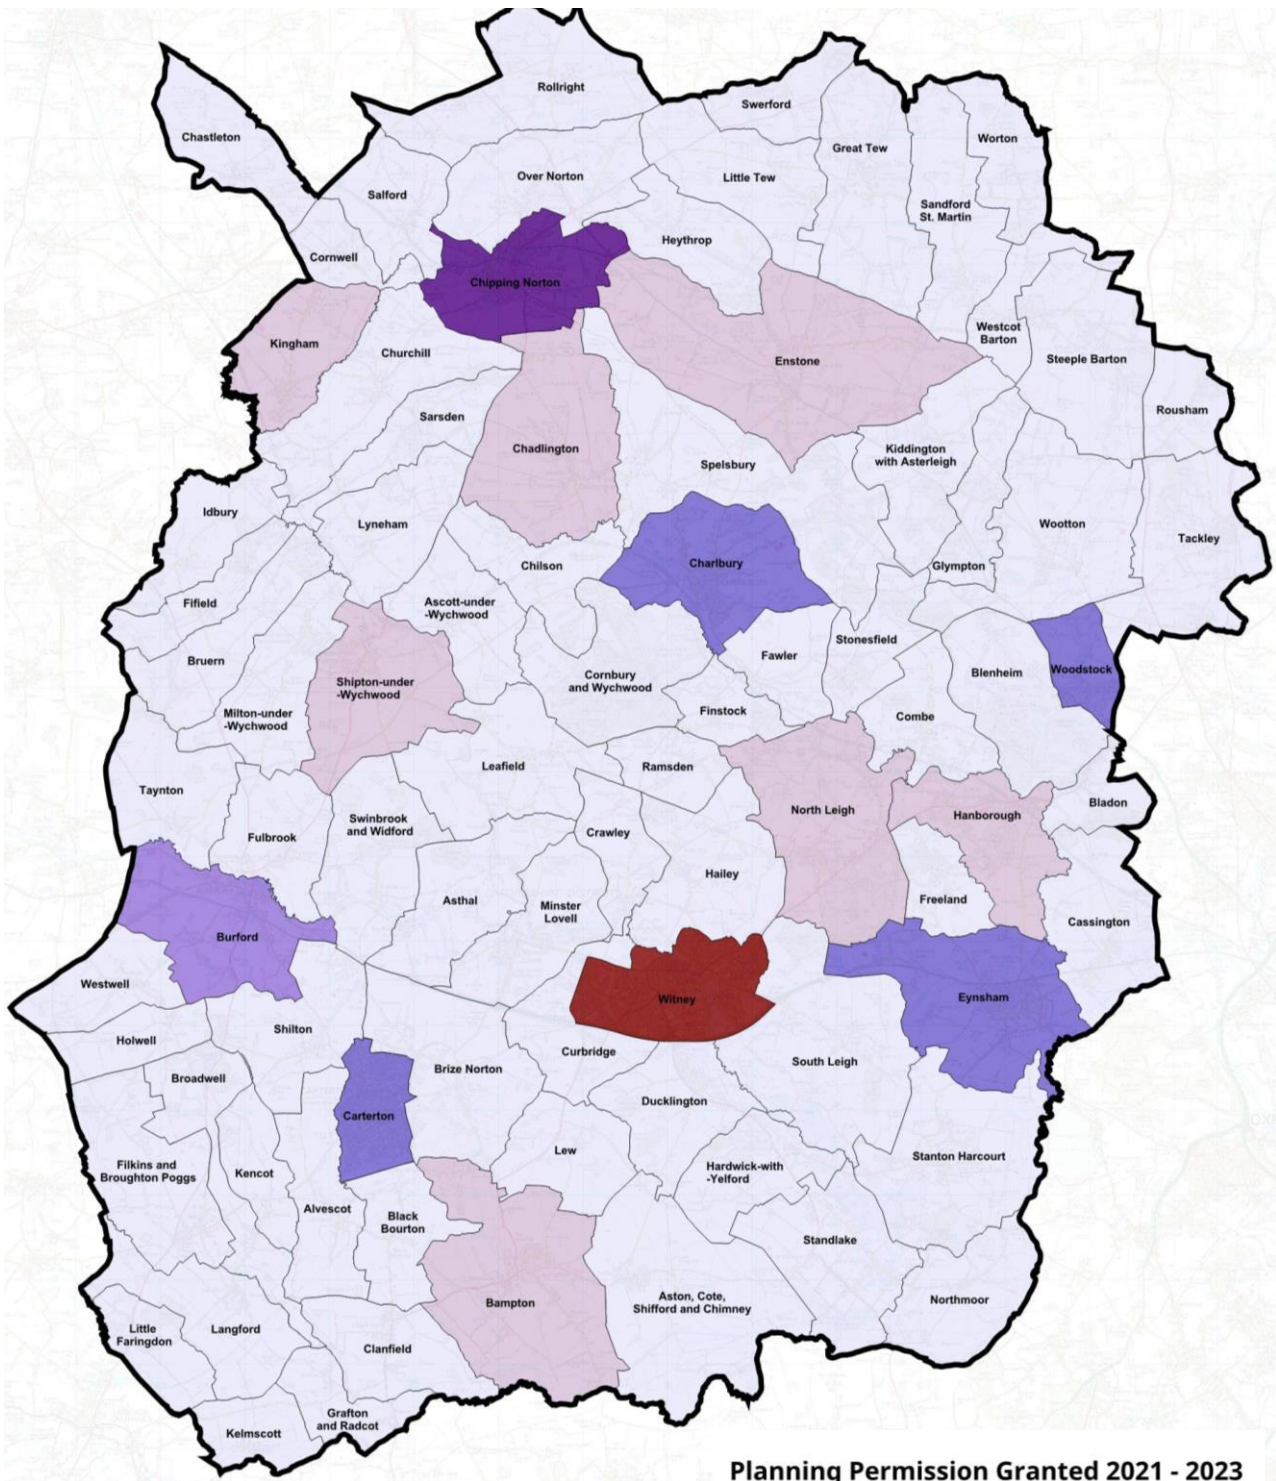 Rollright
Swerford
Chastleton
Worton
Great Tew
Over Norton
Little Tew
Salford
Sandford
St. Martin
Heythrop
Cornwell
Chipping Norton
Westcot
Barton
Kingham
Churchill
Steeple Barton
Enstone
Rousham
Sarsden
Chadlington
Kiddington
with Asterleigh
Spelsbury
Idbury
Lyneham
Wootton
Tackley
Chilson
Charlbury
Glympton
Fifield
Ascott-under
-Wychwood
Stonesfield
Fawler
Bruern
Woodstock
Blenheim
Cornbury
and Wychwood
Shipton-under
-Wychwood
Finstock
Combe
Milton-under
-Wychwood
Leafield
Ramsden
Taynton
Bladon
North Leigh
Hanborough
Swinbrook
and Widford
Crawley
Fulbrook
Hailey
Asthal
Freeland
Minster
Lovell
Cassington
Burford
Westwell
Witney
Eynsham
Shilton
Holwell
Curbridge
South Leigh
Brize Norton
Broadwell
Ducklington
Carterton
Lew
Stanton Harcourt
Filkins and
Broughton Poggs
Kencot
Hardwick-with
-Yelford
Alvescot
Black
Bourton
Standlake
Bampton
Aston, Cote,
Shifford and Chimney
Northmoor
Little
Faringdon
Langford
Clanfield
Grafton
and Radcot
Kelmscott
Planning Permission Granted 2021 - 2023